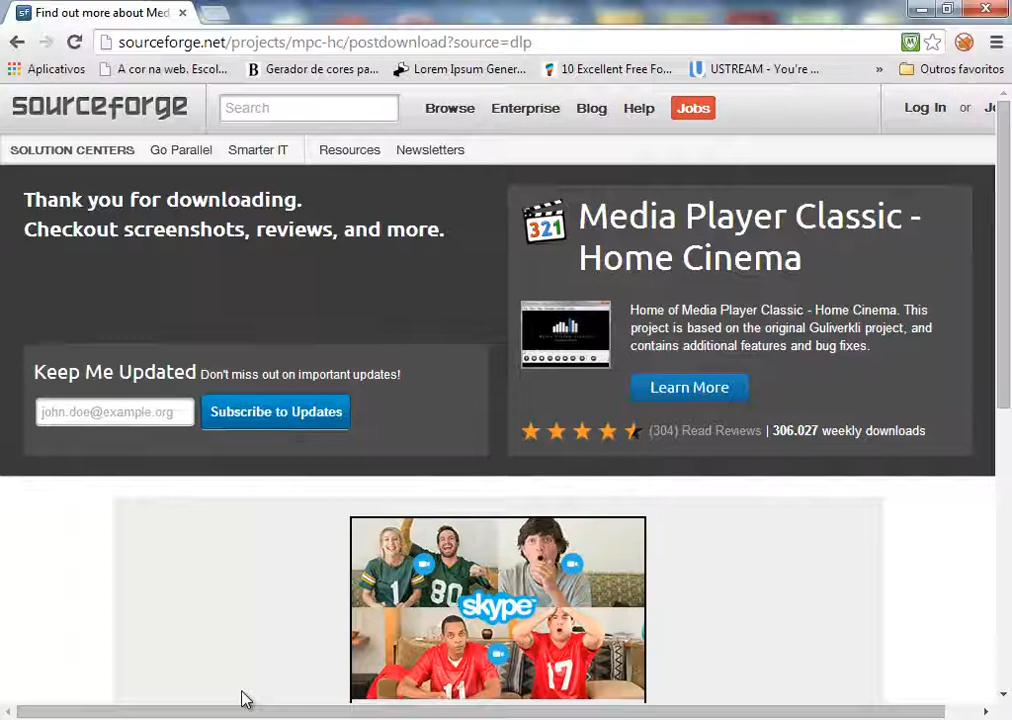 Find out more about Med
sourceforge.net/projects/mpc-hc/postdownload?source=dlp
Aplicativos
A cor na web. Escol...
Gerador de cores pa...
Lorem Ipsum Gener...
10 Excellent Free Fo...
USTREAM - You're ...
»
Outros favoritos
sourceforge
Search
Browse
Enterprise
Blog
Help
Jobs
Log In or Jo
SOLUTION CENTERS
Go Parallel
Smarter IT
Resources
Newsletters
Thank you for downloading.
Checkout screenshots, reviews, and more.
Keep Me Updated Don't miss out on important updates!
john.doe@example.org
Subscribe to Updates
321
Media Player Classic -
Home Cinema
Home of Media Player Classic - Home Cinema. This
project is based on the original Guliverkli project, and
contains additional features and bug fixes.
Learn More
(304) Read Reviews | 306.027 weekly downloads
1
80
skype
11
17